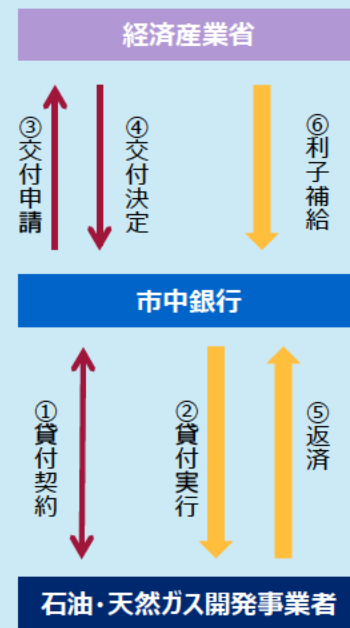 経済産業省
③交付申請
④交付決定
⑥利子補給
市中銀行
①貸付契約
②貸付実行
⑤返済
石油・天然ガス開発事業者